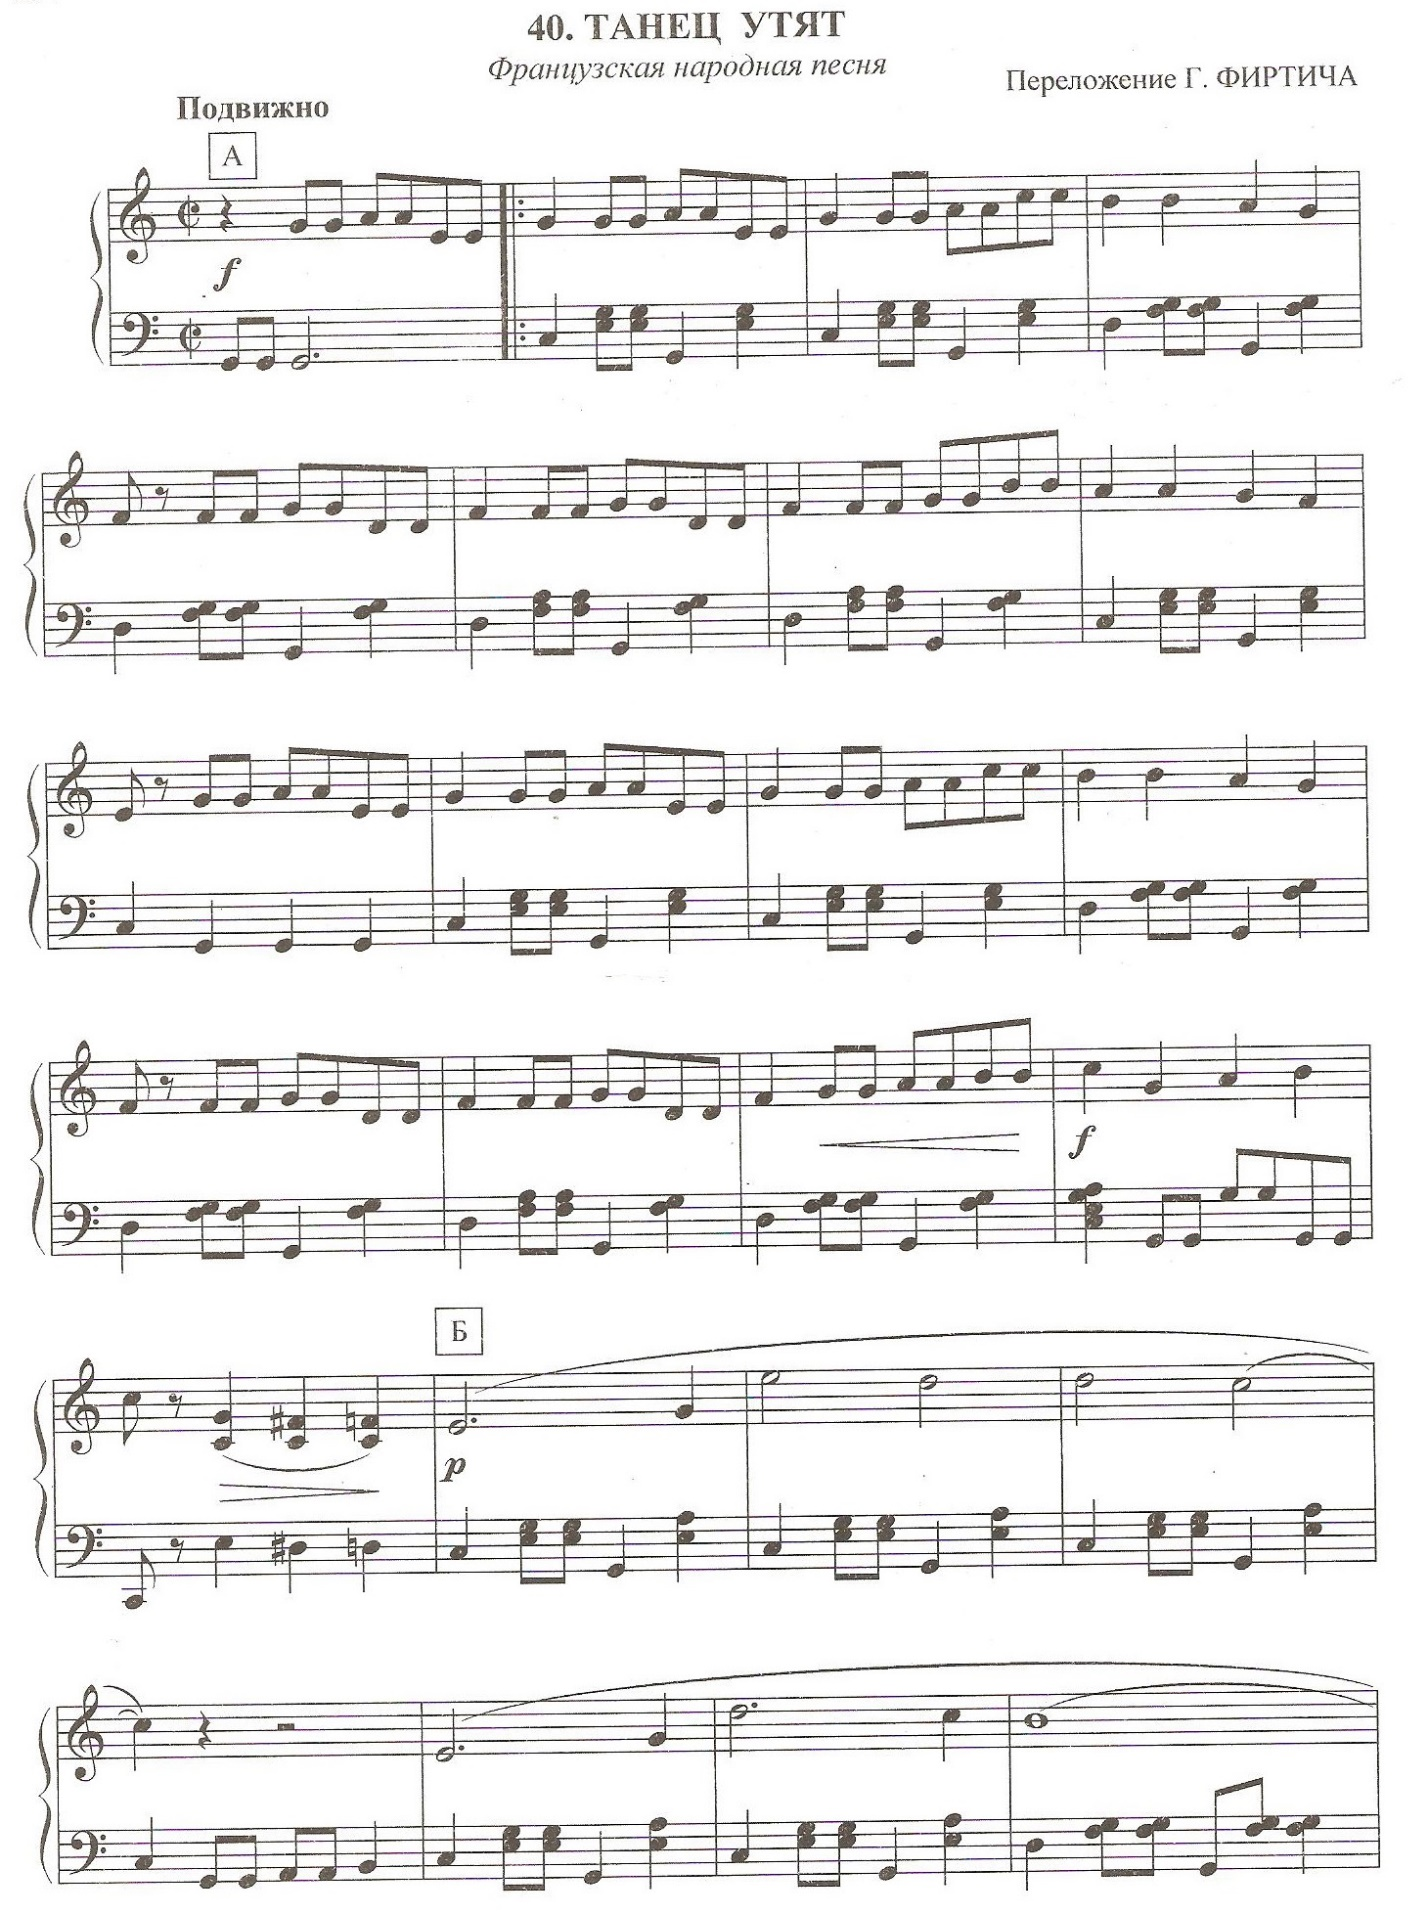 40. ТАНЕЦ УТЯТ
Французская народная песня
Переложение Г. ФИРТИЧА
Подвижно
А
f
f
Б
p